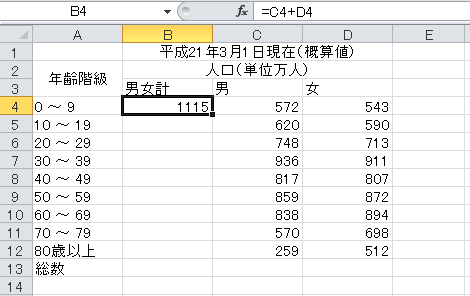 B4 fx =C4+D4
A B C D E
1 平成21年3月1日現在(概算値)
2 年齢階級 人口(単位万人)
3 男女計 男 女
4 0 ～ 9 1115 572 543
5 10 ～ 19 620 590
6 20 ～ 29 748 713
7 30 ～ 39 936 911
8 40 ～ 49 817 807
9 50 ～ 59 859 872
10 60 ～ 69 838 894
11 70 ～ 79 570 698
12 80歳以上 259 512
13 総数
14